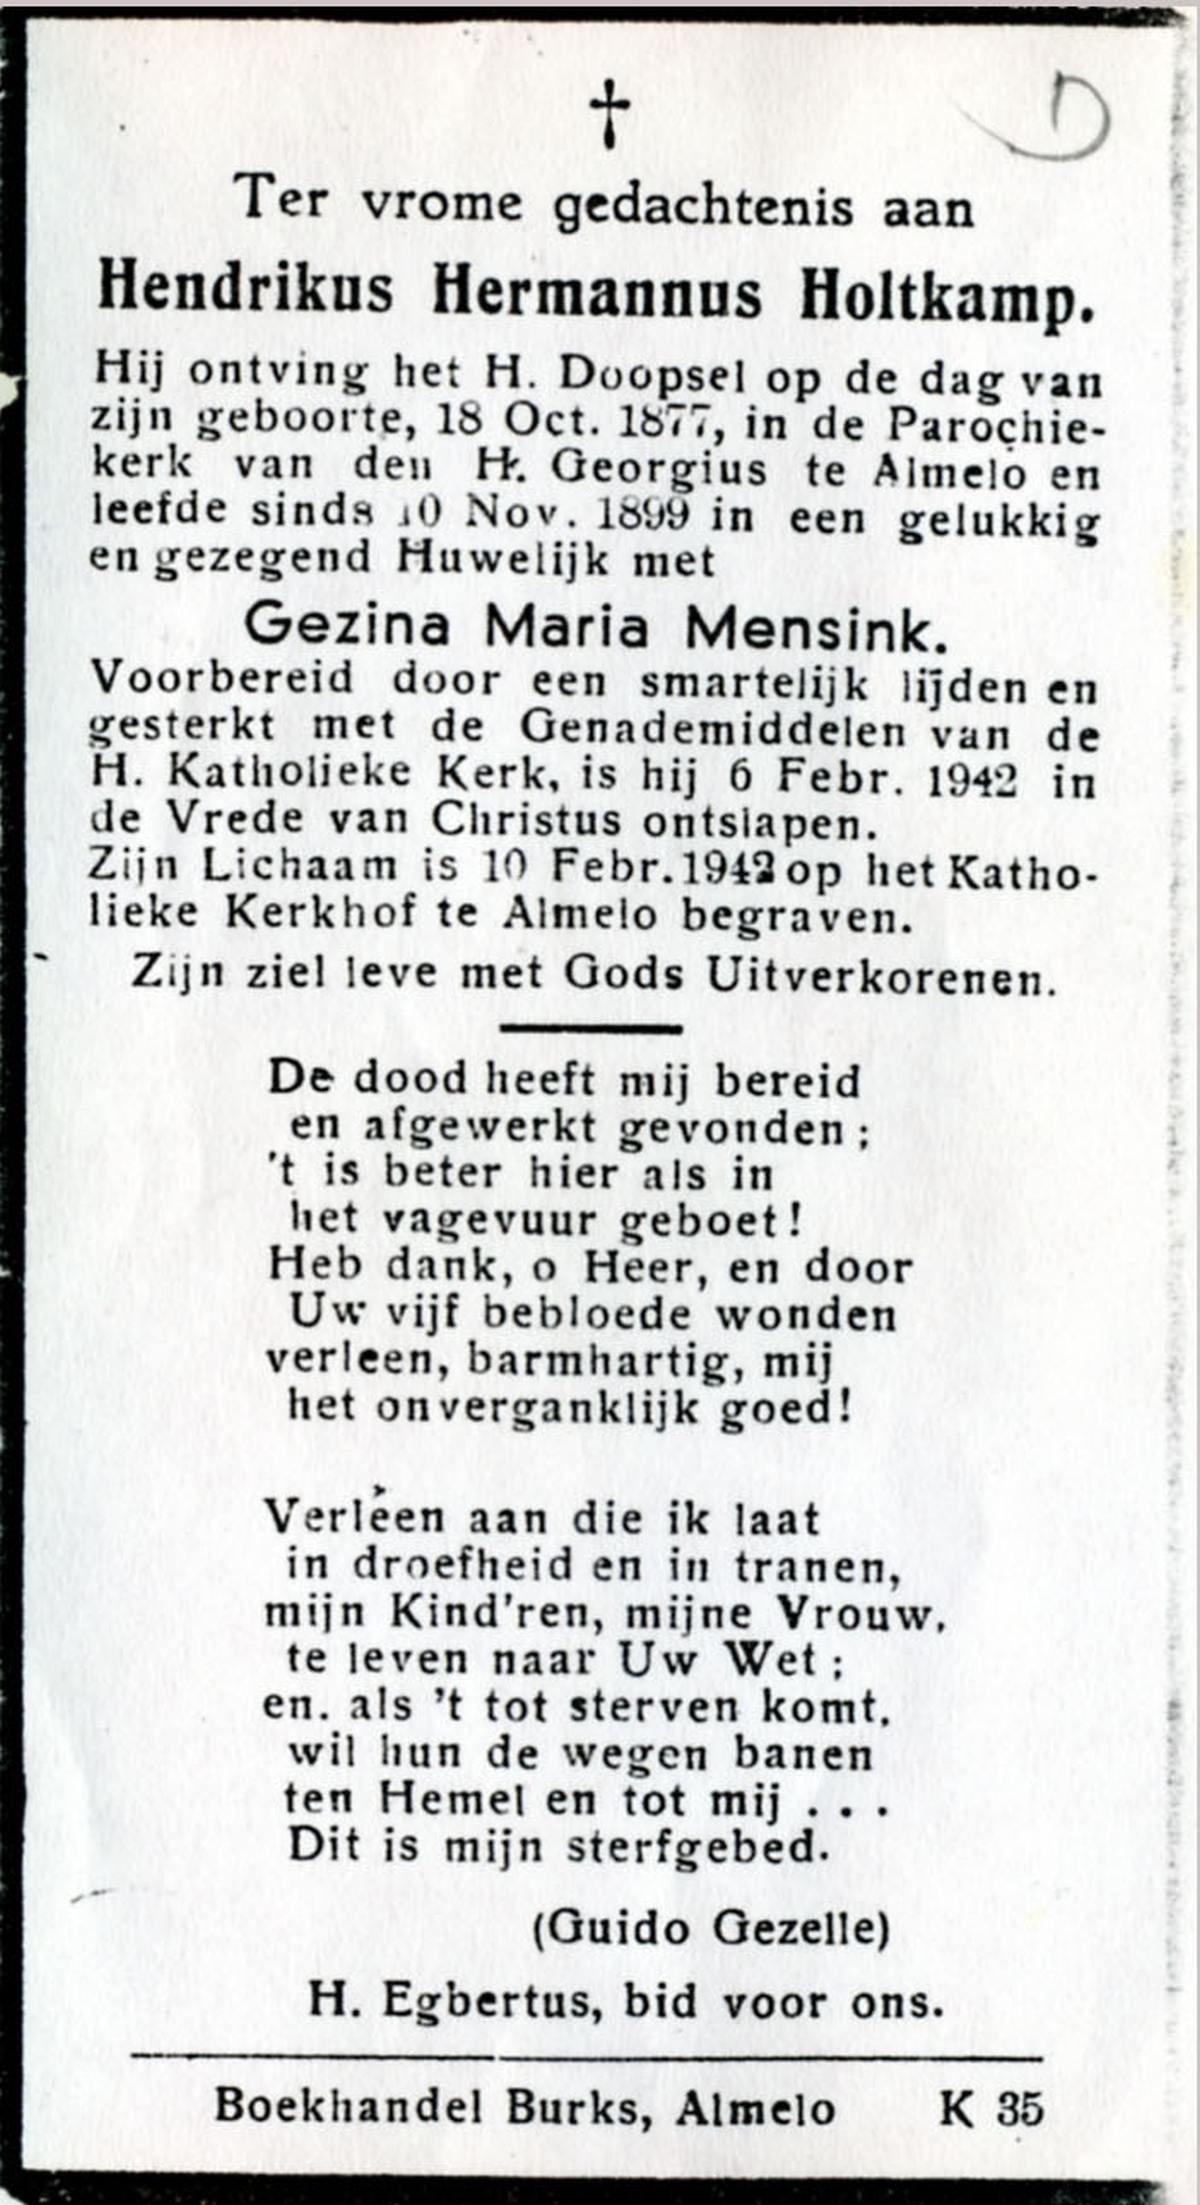 †
Ter vrome gedachtenis aan
Hendrikus Hermannus Holtkamp.
Hij ontving het H. Doopsel op de dag van
zijn geboorte, 18 Oct. 1877, in de Parochie-
kerk van den H. Georgius te Almelo en
leefde sinds 10 Nov. 1899 in een gelukkig
en gezegend Huwelijk met
Gezina Maria Mensink.
Voorbereid door een smartelijk lijden en
gesterkt met de Genademiddelen van de
H. Katholieke Kerk, is hij 6 Febr. 1942 in
de Vrede van Christus ontslapen.
Zijn Lichaam is 10 Febr. 1942 op het Katho-
lieke Kerkhof te Almelo begraven.
Zijn ziel leve met Gods Uitverkorenen.
De dood heeft mij bereid
en afgewerkt gevonden;
't is beter hier als in
het vagevuur geboet!
Heb dank, o Heer, en door
Uw vijf bebloede wonden
verleen, barmhartig, mij
het onverganklijk goed!
Verleen aan die ik laat
in droefheid en in tranen,
mijn Kind'ren, mijne Vrouw,
te leven naar Uw Wet;
en. als 't tot sterven komt,
wil hun de wegen banen
ten Hemel en tot mij . . .
Dit is mijn sterfgebed.
(Guido Gezelle)
H. Egbertus, bid voor ons.
Boekhandel Burks, Almelo K 35